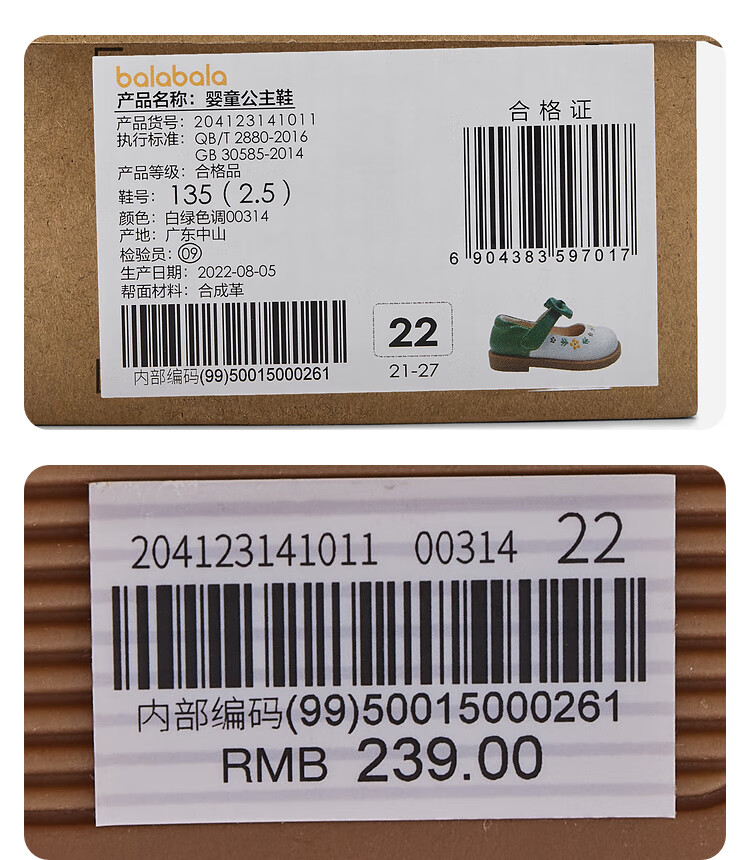 balabala
产品名称：婴童公主鞋
产品货号：204123141011
执行标准：QB/T 2880-2016
GB 30585-2014
产品等级：合格品
鞋号：135（2.5）
颜色：白绿色调00314
产地：广东中山
检验员：09
生产日期：2022-08-05
帮面材料：合成革
内部编码(99)50015000261
合格证
6 904383 597017
22
21-27
204123141011 00314 22
内部编码(99)50015000261
RMB 239.00